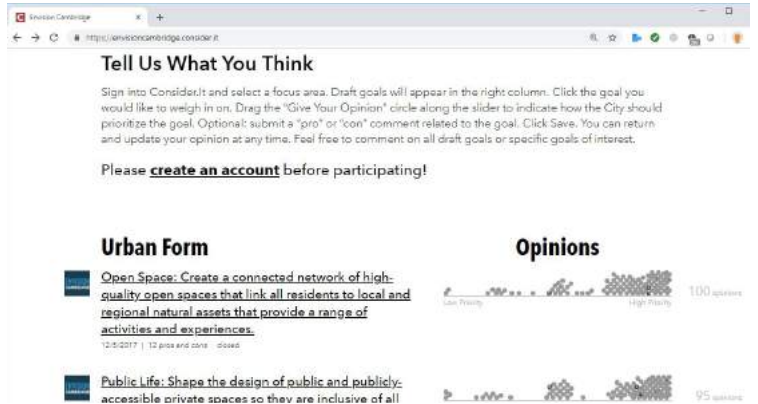 Envision Cambridge
https://envisioncambridge.consider.it
Tell Us What You Think
Sign into Consider.It and select a focus area. Draft goals will appear in the right column. Click the goal you
would like to weigh in on. Drag the "Give Your Opinion" circle along the slider to indicate how the City should
prioritize the goal. Optional: submit a "pro" or "con" comment related to the goal. Click Save. You can return
and update your opinion at any time. Feel free to comment on all draft goals or specific goals of interest.
Please create an account before participating!
Urban Form
Opinions
Open Space: Create a connected network of high-
quality open spaces that link all residents to local and
regional natural assets that provide a range of
activities and experiences.
12/5/2017 | 12 pros and cons closed
Low Priority
High Priority
100 opinions
Public Life: Shape the design of public and publicly-
accessible private spaces so they are inclusive of all
95 opinions